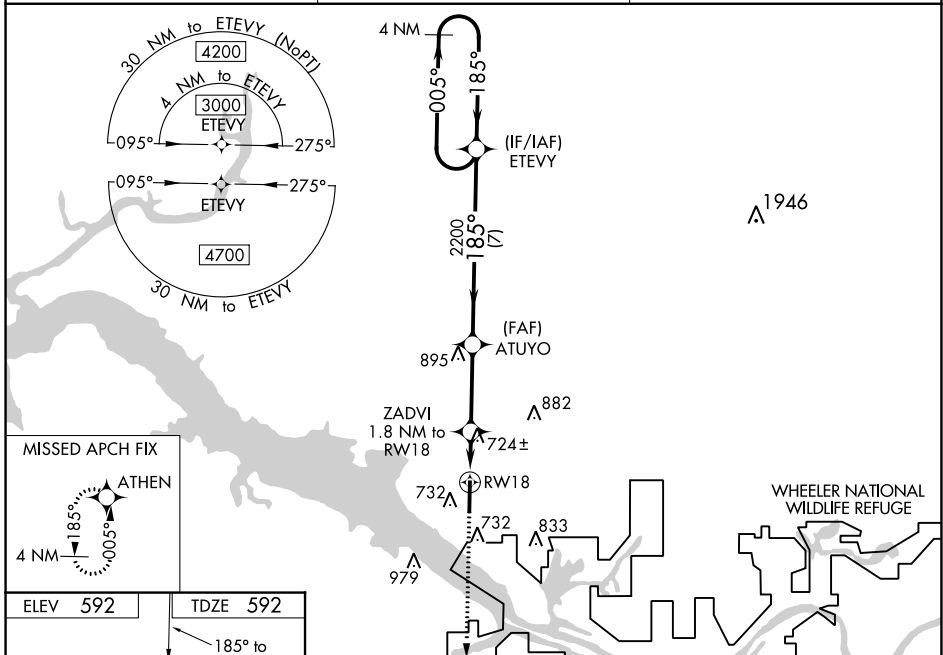 30 NM to ETEVY (NoPT)
4200
4 NM to ETEVY
3000
ETEVY
095°
275°
095°
275°
ETEVY
4700
30 NM to ETEVY
4 NM
005°
185°
(IF/IAF)
ETEVY
1946
2200
185°
(7)
(FAF)
ATUYO
895
882
ZADVI
1.8 NM to
RW18
724±
RW18
732
732
833
979
WHEELER NATIONAL
WILDLIFE REFUGE
MISSED APCH FIX
ATHEN
185°
005°
4 NM
ELEV 592
TDZE 592
185° to